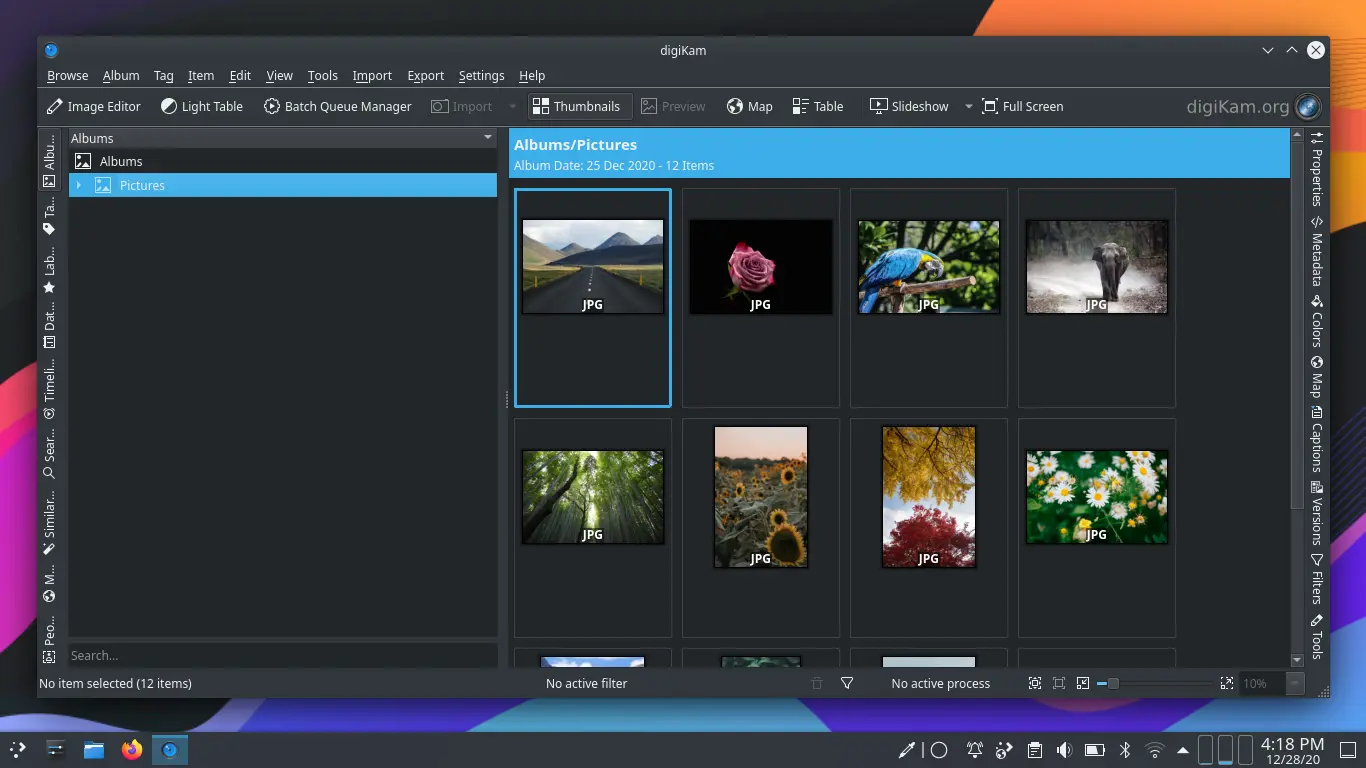 digiKam
Browse Album Tag Item Edit View Tools Import Export Settings Help
Image Editor Light Table Batch Queue Manager Import Thumbnails Preview Map Table Slideshow Full Screen digiKam.org
Albums
Albums
Pictures
Search...
Albu...
Ta...
Lab...
Dat...
Timeli...
Sear...
Similar...
M...
Peo...
Albums/Pictures
Album Date: 25 Dec 2020 - 12 Items
JPG JPG JPG JPG
JPG JPG JPG JPG
Properties
Metadata
Colors
Map
Captions
Versions
Filters
Tools
No item selected (12 items) No active filter No active process 10%
4:18 PM
12/28/20